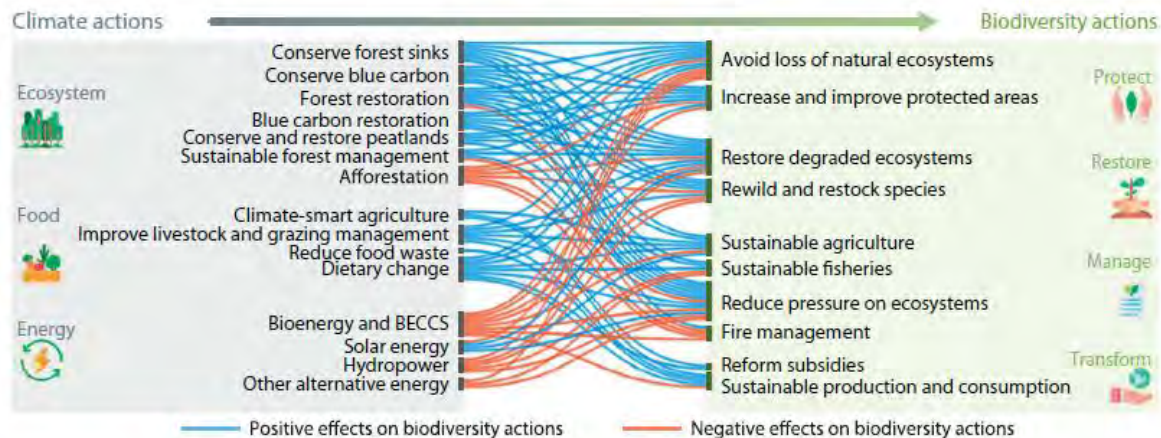 Climate actions
Biodiversity actions
Ecosystem
Conserve forest sinks
Conserve blue carbon
Forest restoration
Blue carbon restoration
Conserve and restore peatlands
Sustainable forest management
Afforestation
Food
Climate-smart agriculture
Improve livestock and grazing management
Reduce food waste
Dietary change
Energy
Bioenergy and BECCS
Solar energy
Hydropower
Other alternative energy
Avoid loss of natural ecosystems
Increase and improve protected areas
Protect
Restore degraded ecosystems
Rewild and restock species
Restore
Sustainable agriculture
Sustainable fisheries
Reduce pressure on ecosystems
Fire management
Manage
Reform subsidies
Sustainable production and consumption
Transform
Positive effects on biodiversity actions
Negative effects on biodiversity actions